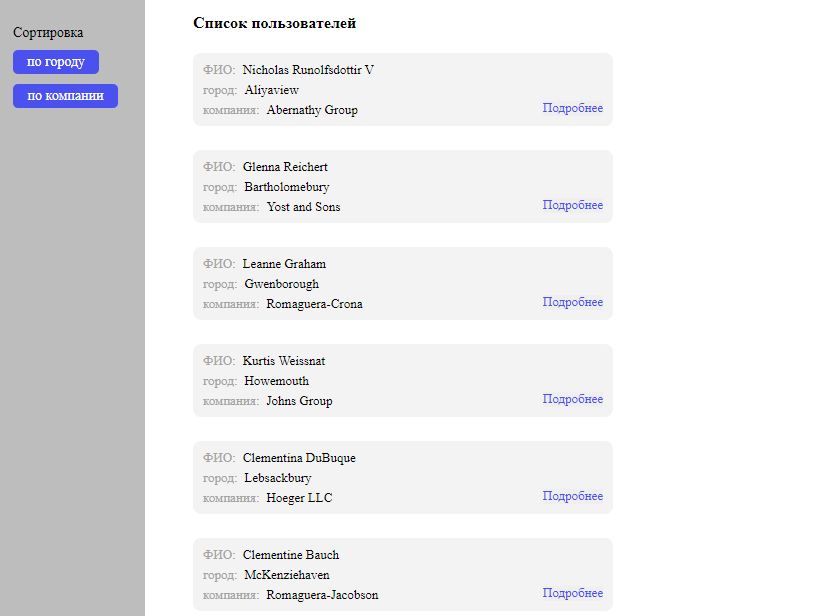 Сортировка
по городу
по компании
Список пользователей
ФИО: Nicholas Runolfsdottir V
город: Aliyaview
компания: Abernathy Group
Подробнее
ФИО: Glenna Reichert
город: Bartholomebury
компания: Yost and Sons
Подробнее
ФИО: Leanne Graham
город: Gwenborough
компания: Romaguera-Crona
Подробнее
ФИО: Kurtis Weissnat
город: Howemouth
компания: Johns Group
Подробнее
ФИО: Clementina DuBuque
город: Lebsackbury
компания: Hoeger LLC
Подробнее
ФИО: Clementine Bauch
город: McKenziehaven
компания: Romaguera-Jacobson
Подробнее